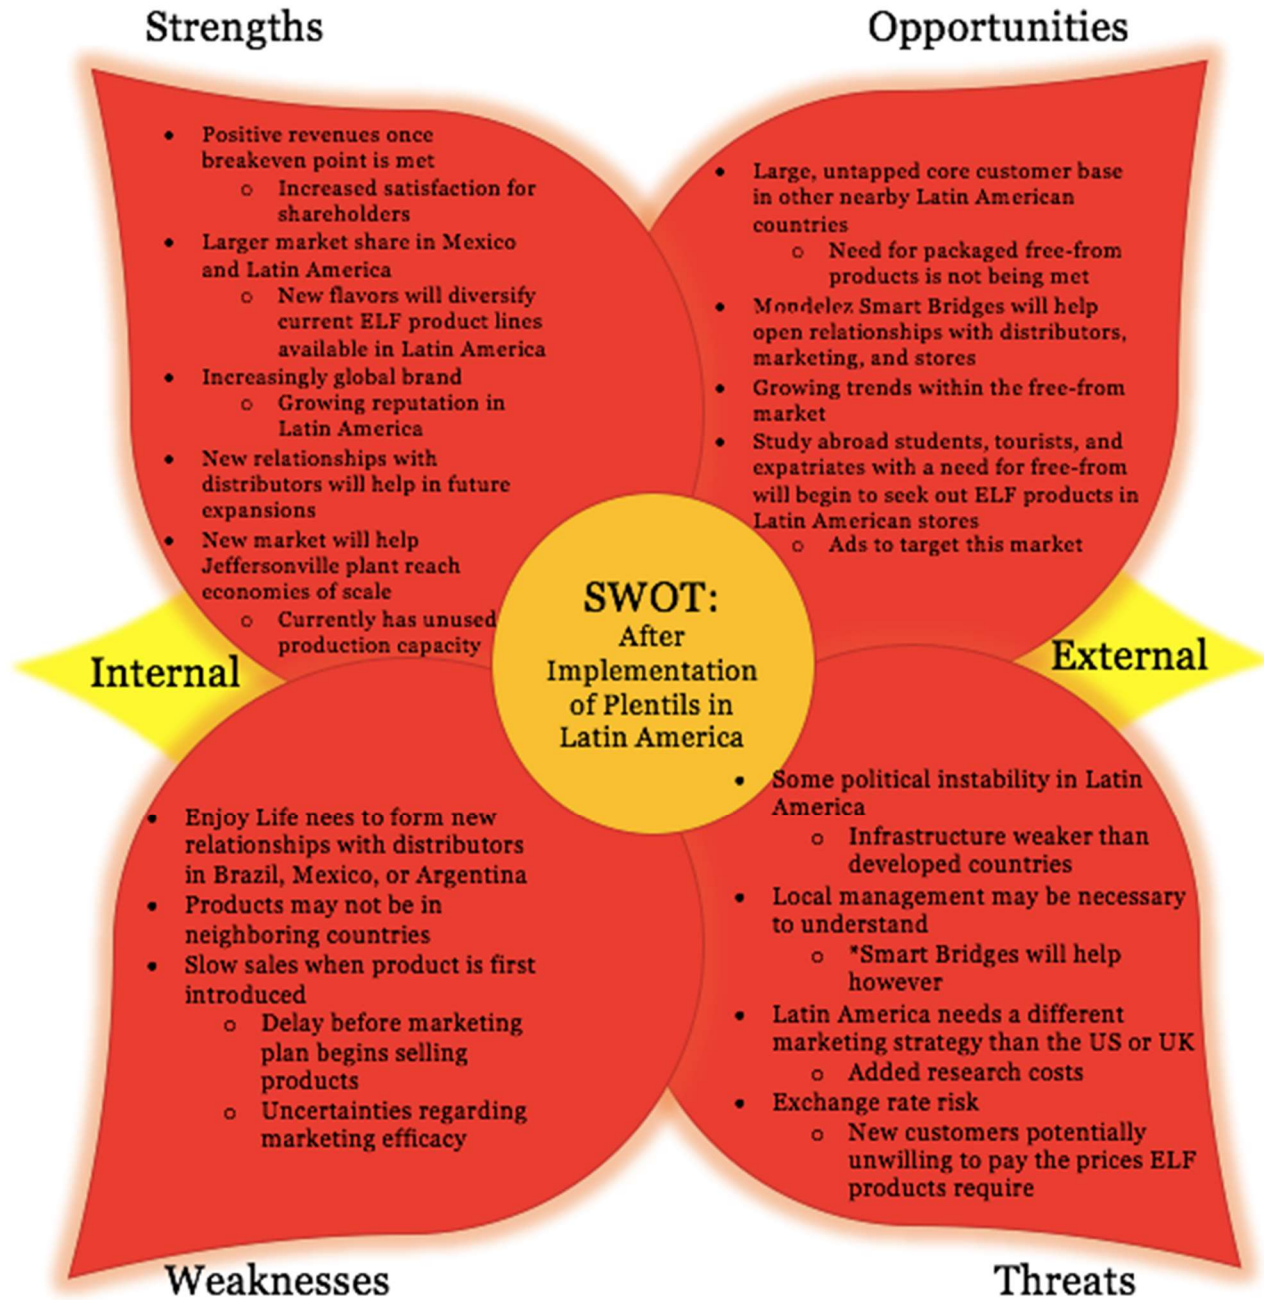 Strengths
• Positive revenues once
breakeven point is met
o Increased satisfaction for
shareholders
• Larger market share in Mexico
and Latin America
o New flavors will diversify
current ELF product lines
available in Latin America
• Increasingly global brand
o Growing reputation in
Latin America
• New relationships with
distributors will help in future
expansions
• New market will help
Jeffersonville plant reach
economies of scale
o Currently has unused
production capacity
Opportunities
• Large, untapped core customer base
in other nearby Latin American
countries
o Need for packaged free-from
products is not being met
• Mondelez Smart Bridges will help
open relationships with distributors,
marketing, and stores
• Growing trends within the free-from
market
• Study abroad students, tourists, and
expatriates with a need for free-from
will begin to seek out ELF products in
Latin American stores
o Ads to target this market
Internal
SWOT:
After
Implementation
of Plentils in
Latin America
External
• Enjoy Life nees to form new
relationships with distributors
in Brazil, Mexico, or Argentina
• Products may not be in
neighboring countries
• Slow sales when product is first
introduced
o Delay before marketing
plan begins selling
products
o Uncertainties regarding
marketing efficacy
Weaknesses
• Some political instability in Latin
America
o Infrastructure weaker than
developed countries
• Local management may be necessary
to understand
o *Smart Bridges will help
however
• Latin America needs a different
marketing strategy than the US or UK
o Added research costs
• Exchange rate risk
o New customers potentially
unwilling to pay the prices ELF
products require
Threats